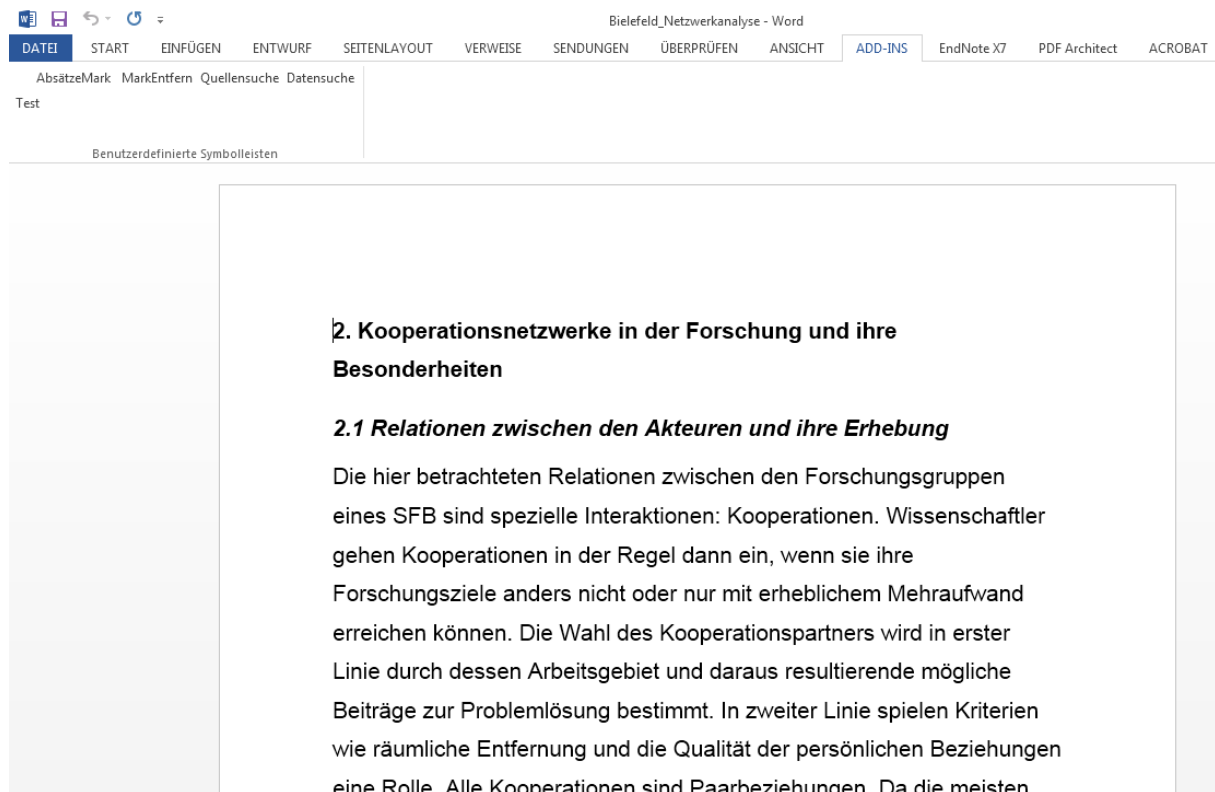 Bielefeld_Netzwerkanalyse - Word
DATEI START EINFÜGEN ENTWURF SEITENLAYOUT VERWEISE SENDUNGEN ÜBERPRÜFEN ANSICHT ADD-INS EndNote X7 PDF Architect ACROBAT
AbsätzeMark MarkEntfern Quellensuche Datensuche
Test
Benutzerdefinierte Symbolleisten
2. Kooperationsnetzwerke in der Forschung und ihre
Besonderheiten
2.1 Relationen zwischen den Akteuren und ihre Erhebung
Die hier betrachteten Relationen zwischen den Forschungsgruppen
eines SFB sind spezielle Interaktionen: Kooperationen. Wissenschaftler
gehen Kooperationen in der Regel dann ein, wenn sie ihre
Forschungsziele anders nicht oder nur mit erheblichem Mehraufwand
erreichen können. Die Wahl des Kooperationspartners wird in erster
Linie durch dessen Arbeitsgebiet und daraus resultierende mögliche
Beiträge zur Problemlösung bestimmt. In zweiter Linie spielen Kriterien
wie räumliche Entfernung und die Qualität der persönlichen Beziehungen
eine Rolle. Alle Kooperationen sind Paarbeziehungen. Da die meisten